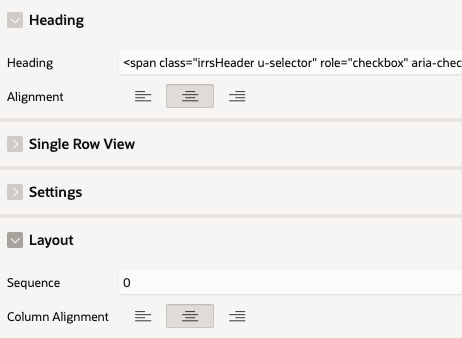 Heading
Heading <span class="irrsHeader u-selector" role="checkbox" aria-chec
Alignment
Single Row View
Settings
Layout
Sequence 0
Column Alignment